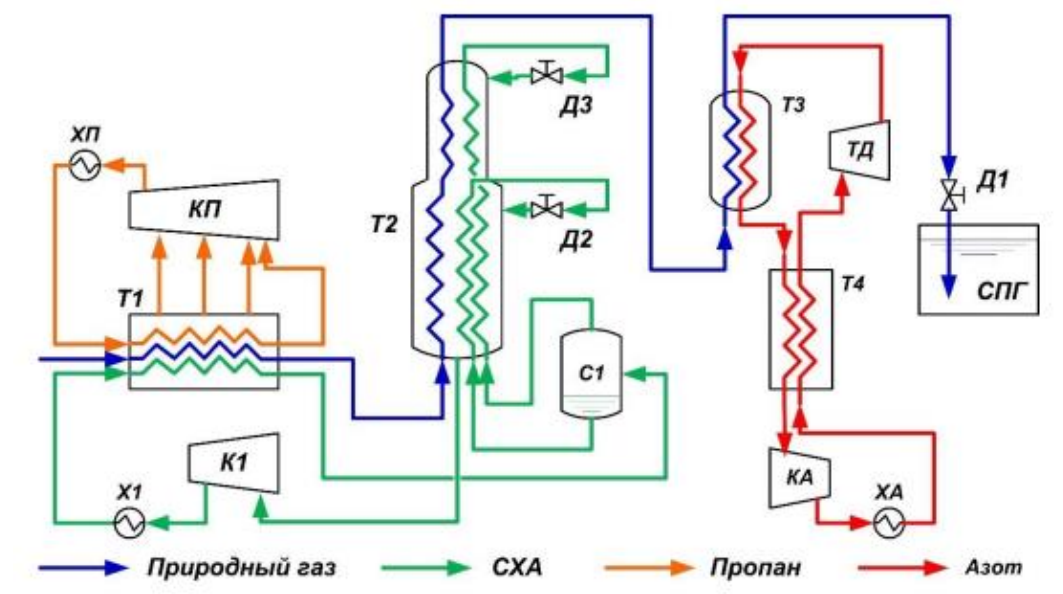 Т3
Д3
ХП
ТД
Д1
КП
Т2
Д2
СПГ
Т4
Т1
С1
К1
КА
Х1
ХА
Природный газ
СХА
Пропан
Азот